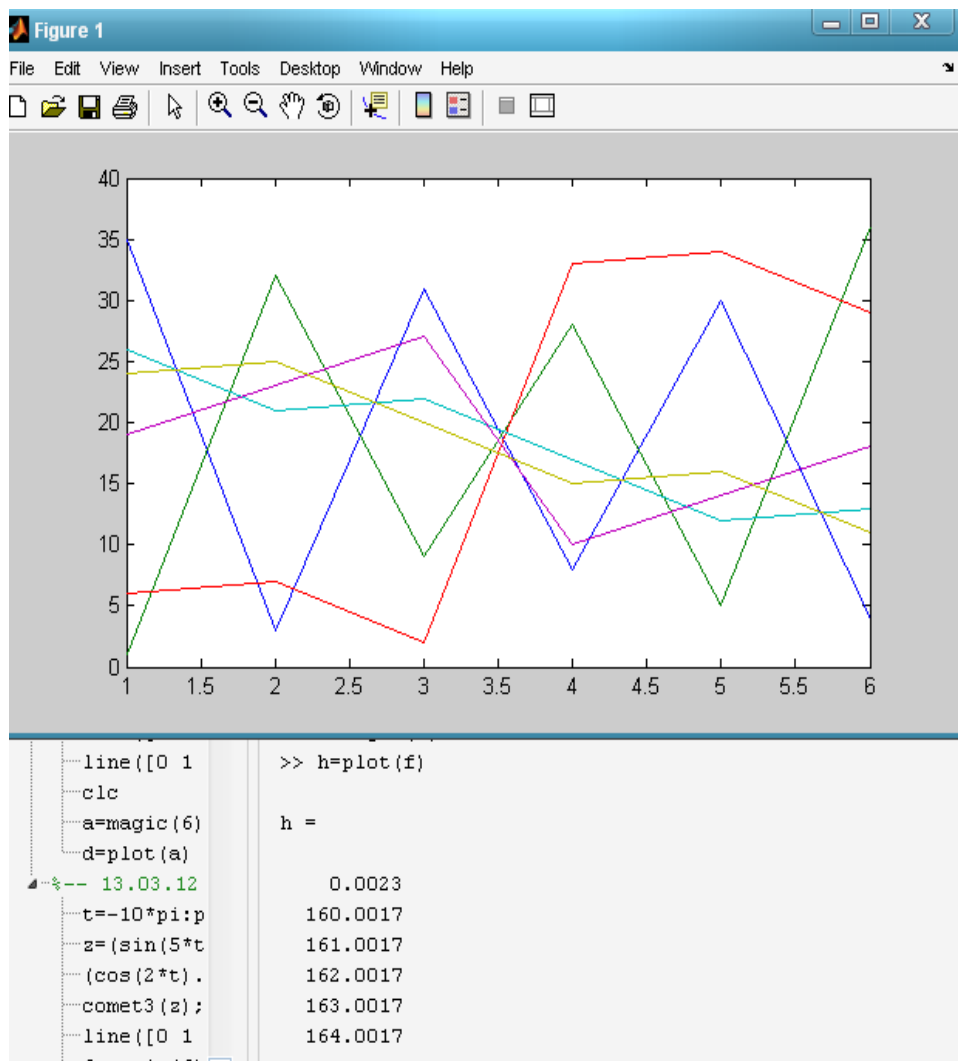 Figure 1
File Edit View Insert Tools Desktop Window Help
40
35
30
25
20
15
10
5
0
1 1.5 2 2.5 3 3.5 4 4.5 5 5.5 6
line([0 1
clc
a=magic(6)
d=plot(a)
%-- 13.03.12
t=-10*pi:p
z=(sin(5*t
(cos(2*t).
comet3(z);
line([0 1
>> h=plot(f)
h =
0.0023
160.0017
161.0017
162.0017
163.0017
164.0017